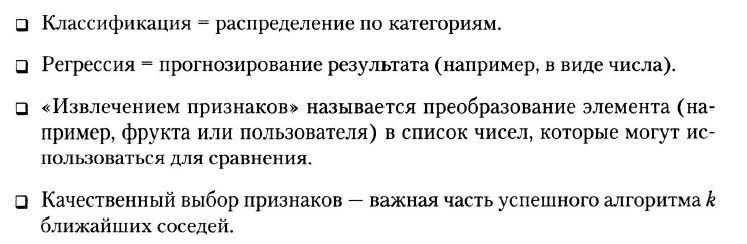 ❑ Классификация = распределение по категориям.
❑ Регрессия = прогнозирование результата (например, в виде числа).
❑ «Извлечением признаков» называется преобразование элемента (на-
пример, фрукта или пользователя) в список чисел, которые могут ис-
пользоваться для сравнения.
❑ Качественный выбор признаков — важная часть успешного алгоритма k
ближайших соседей.